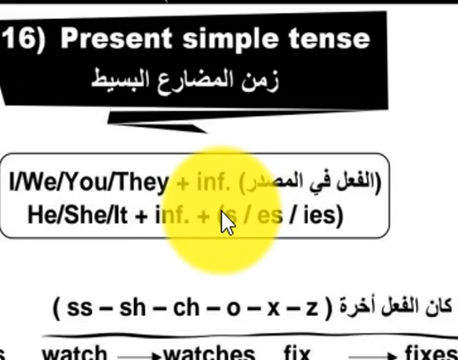 16) Present simple tense
زمن المضارع البسيط
I/We/You/They + inf. (الفعل في المصدر)
He/She/It + inf. + (s / es / ies)
كان الفعل أخرة ( ss – sh – ch – o – x – z )
s watch → watches fix → fixes